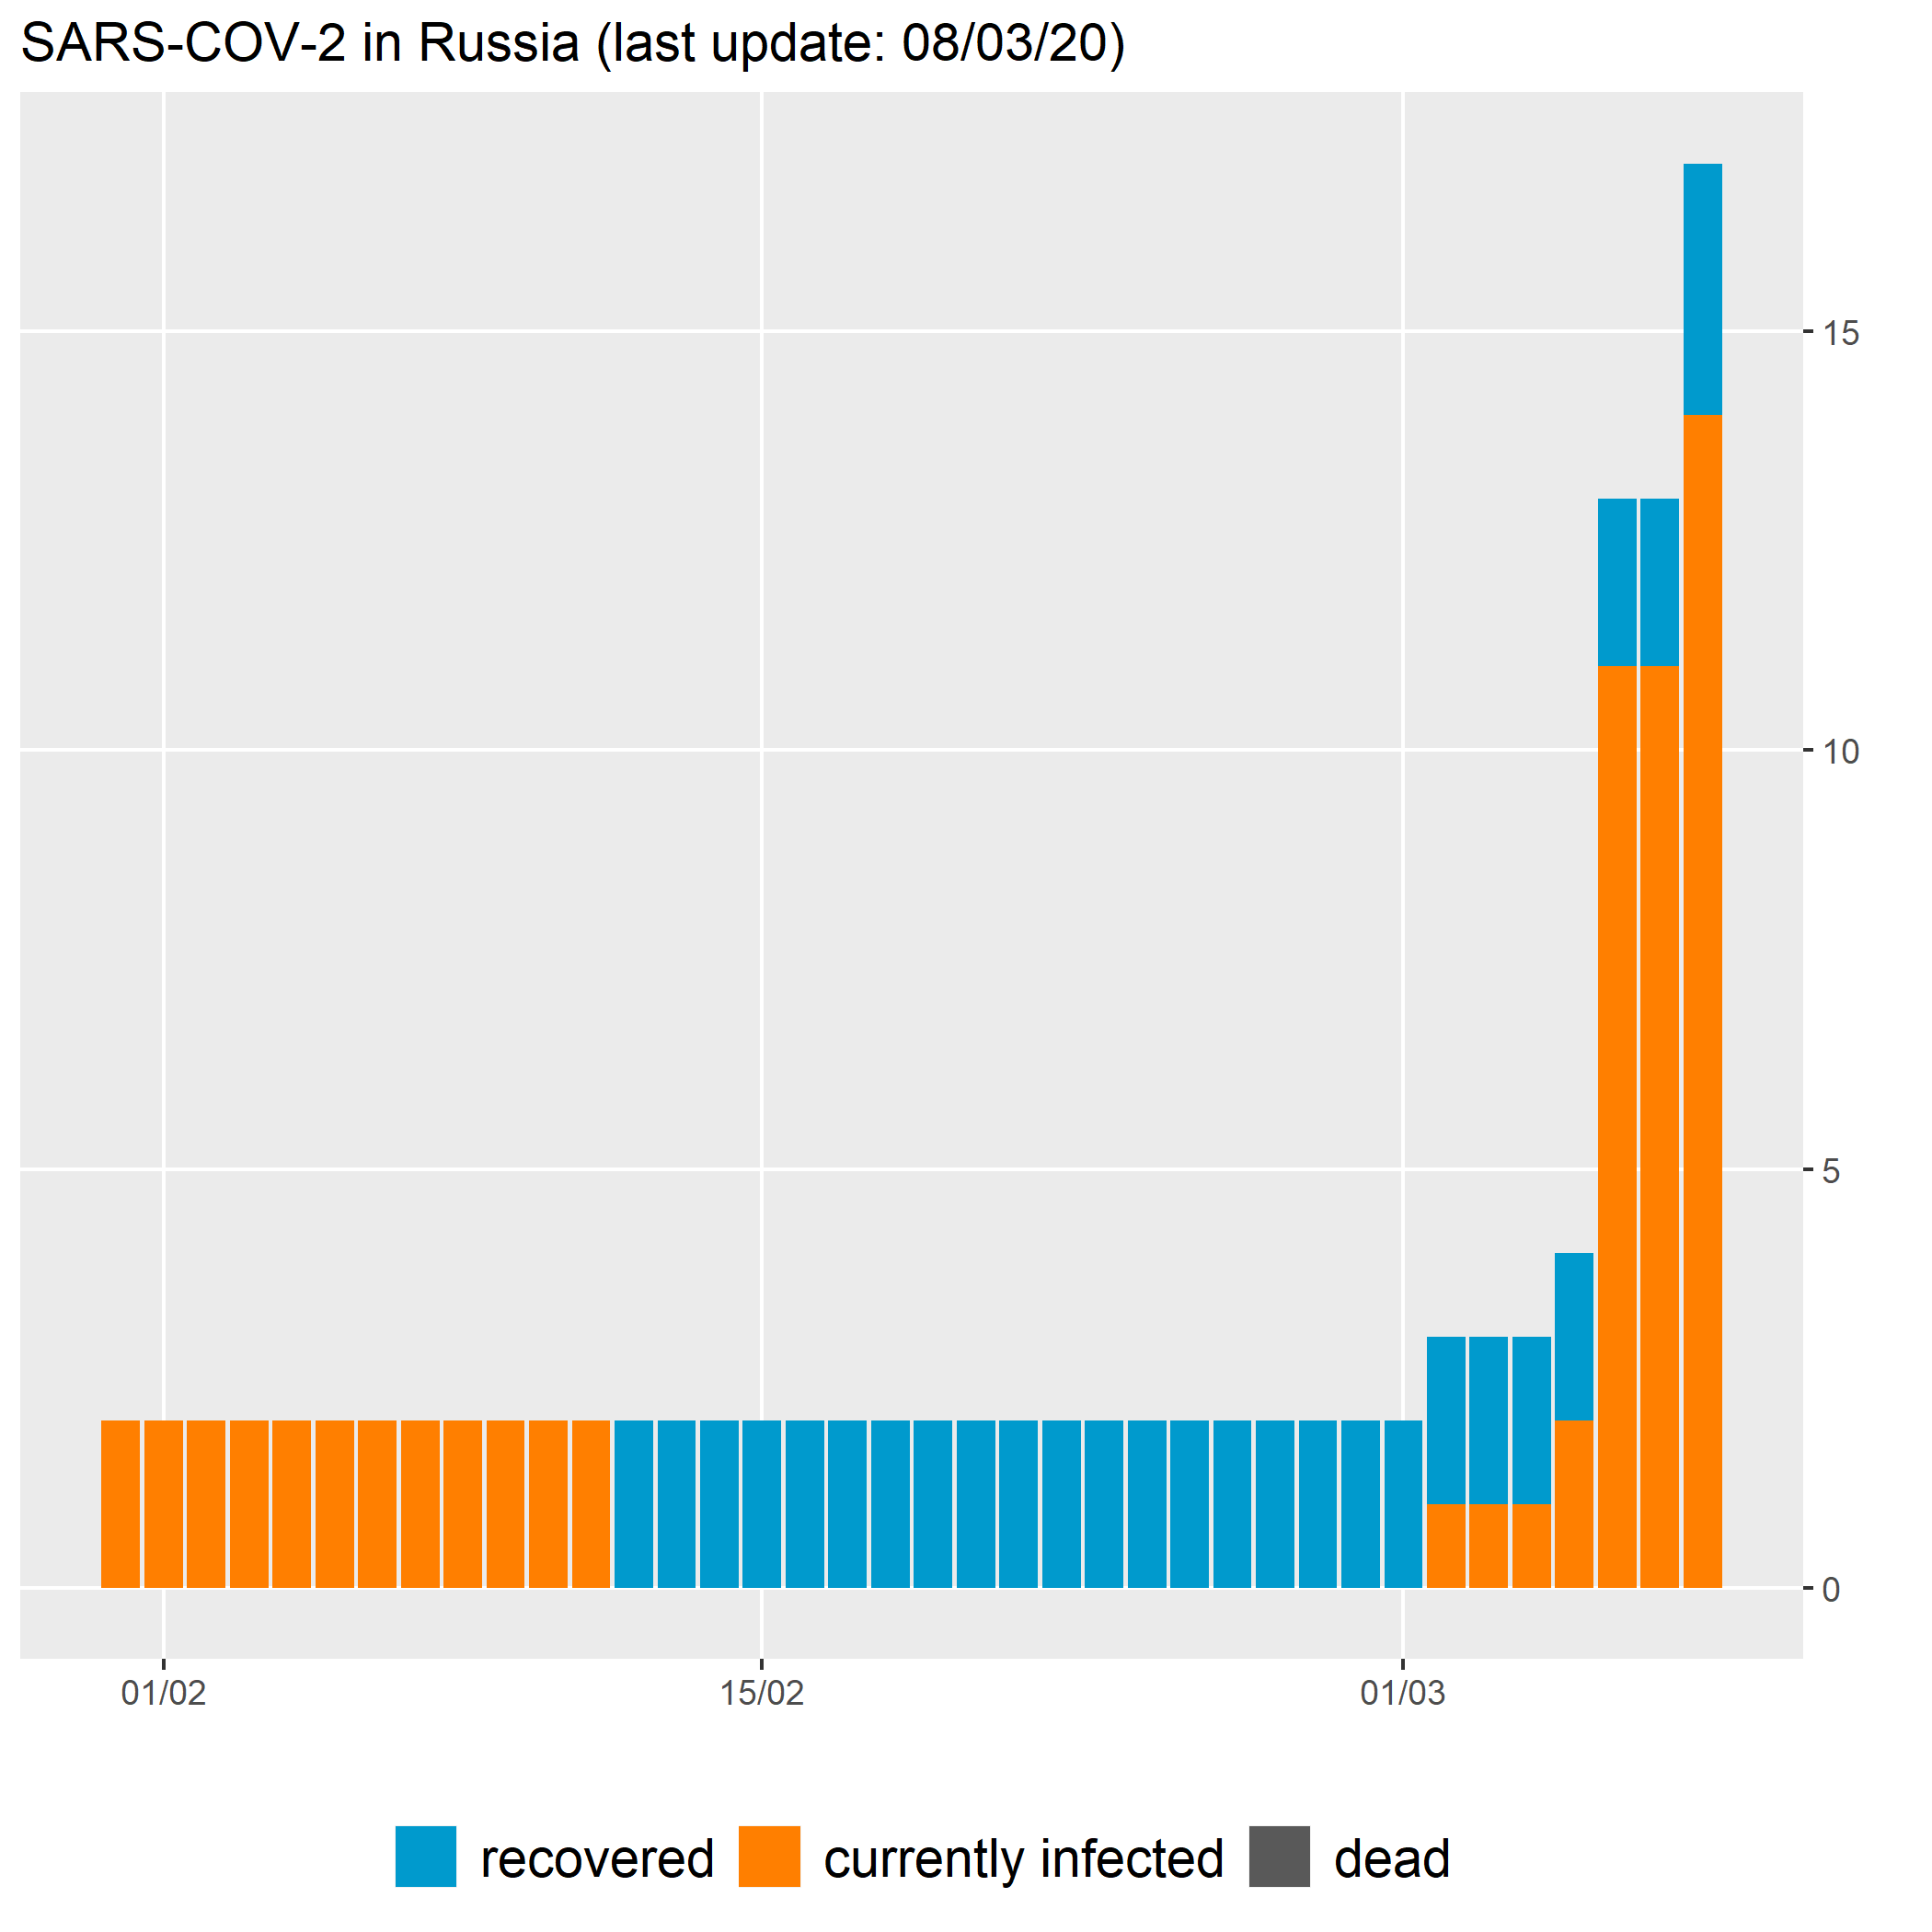 SARS-COV-2 in Russia (last update: 08/03/20)
15
10
5
0
01/02 15/02 01/03
recovered currently infected dead